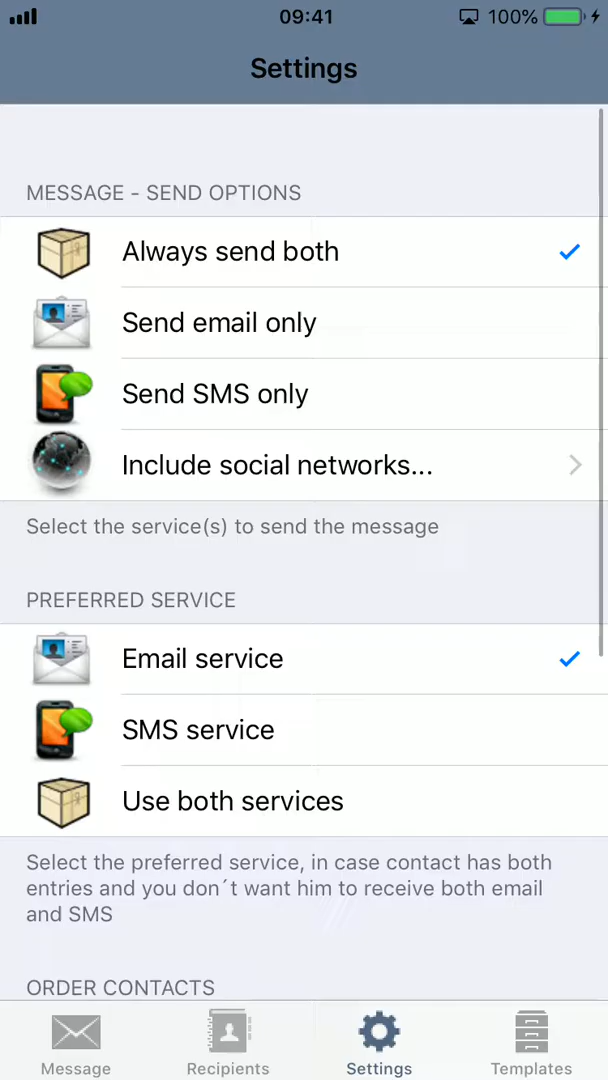 09:41
100%
Settings
MESSAGE - SEND OPTIONS
Always send both
Send email only
Send SMS only
Include social networks...
Select the service(s) to send the message
PREFERRED SERVICE
Email service
SMS service
Use both services
Select the preferred service, in case contact has both
entries and you don´t want him to receive both email
and SMS
ORDER CONTACTS
Message
Recipients
Settings
Templates